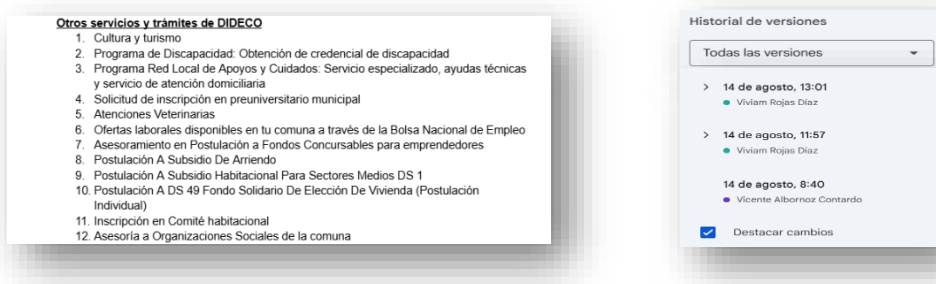 Otros servicios y trámites de DIDECO
1. Cultura y turismo
2. Programa de Discapacidad: Obtención de credencial de discapacidad
3. Programa Red Local de Apoyos y Cuidados: Servicio especializado, ayudas técnicas
y servicio de atención domiciliaria
4. Solicitud de inscripción en preuniversitario municipal
5. Atenciones Veterinarias
6. Ofertas laborales disponibles en tu comuna a través de la Bolsa Nacional de Empleo
7. Asesoramiento en Postulación a Fondos Concursables para emprendedores
8. Postulación A Subsidio De Arriendo
9. Postulación A Subsidio Habitacional Para Sectores Medios DS 1
10. Postulación A DS 49 Fondo Solidario De Elección De Vivienda (Postulación
Individual)
11. Inscripción en Comité habitacional
12. Asesoría a Organizaciones Sociales de la comuna
Historial de versiones
Todas las versiones
14 de agosto, 13:01
Viviam Rojas Díaz
14 de agosto, 11:57
Viviam Rojas Díaz
14 de agosto, 8:40
Vicente Albornoz Contardo
Destacar cambios